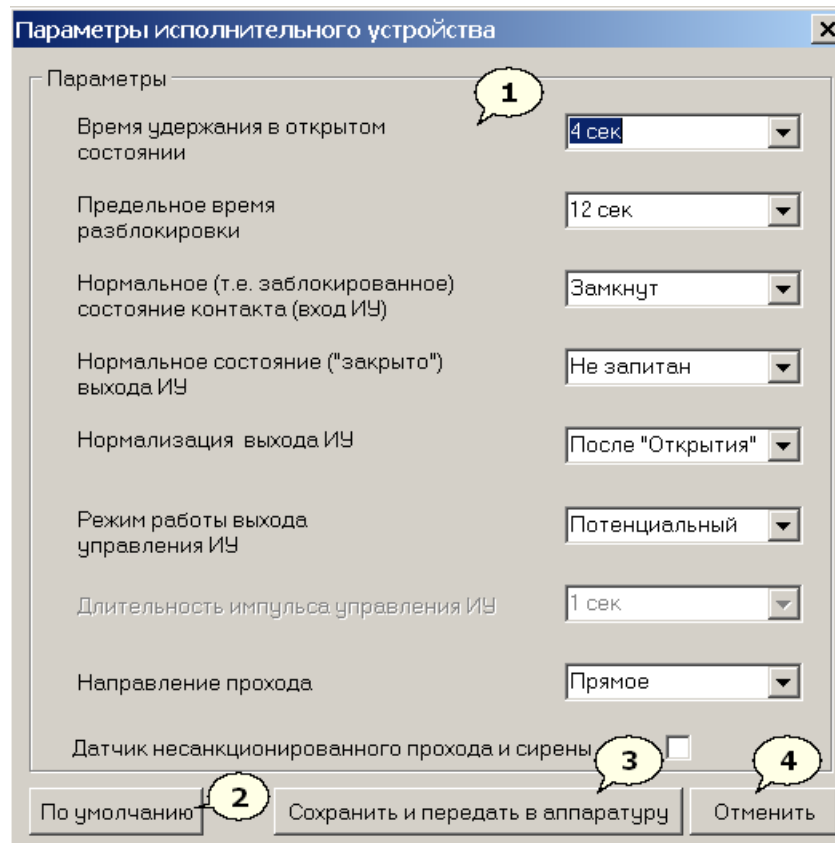 Параметры исполнительного устройства
Параметры
1
Время удержания в открытом
состоянии
4 сек
Предельное время
разблокировки
12 сек
Нормальное (т.е. заблокированное)
состояние контакта (вход ИУ)
Замкнут
Нормальное состояние ("закрыто")
выхода ИУ
Не запитан
Нормализация выхода ИУ
После "Открытия"
Режим работы выхода
управления ИУ
Потенциальный
Длительность импульса управления ИУ
1 сек
Направление прохода
Прямое
Датчик несанкционированного прохода и сирены
3
4
По умолчанию
2
Сохранить и передать в аппаратуру
Отменить